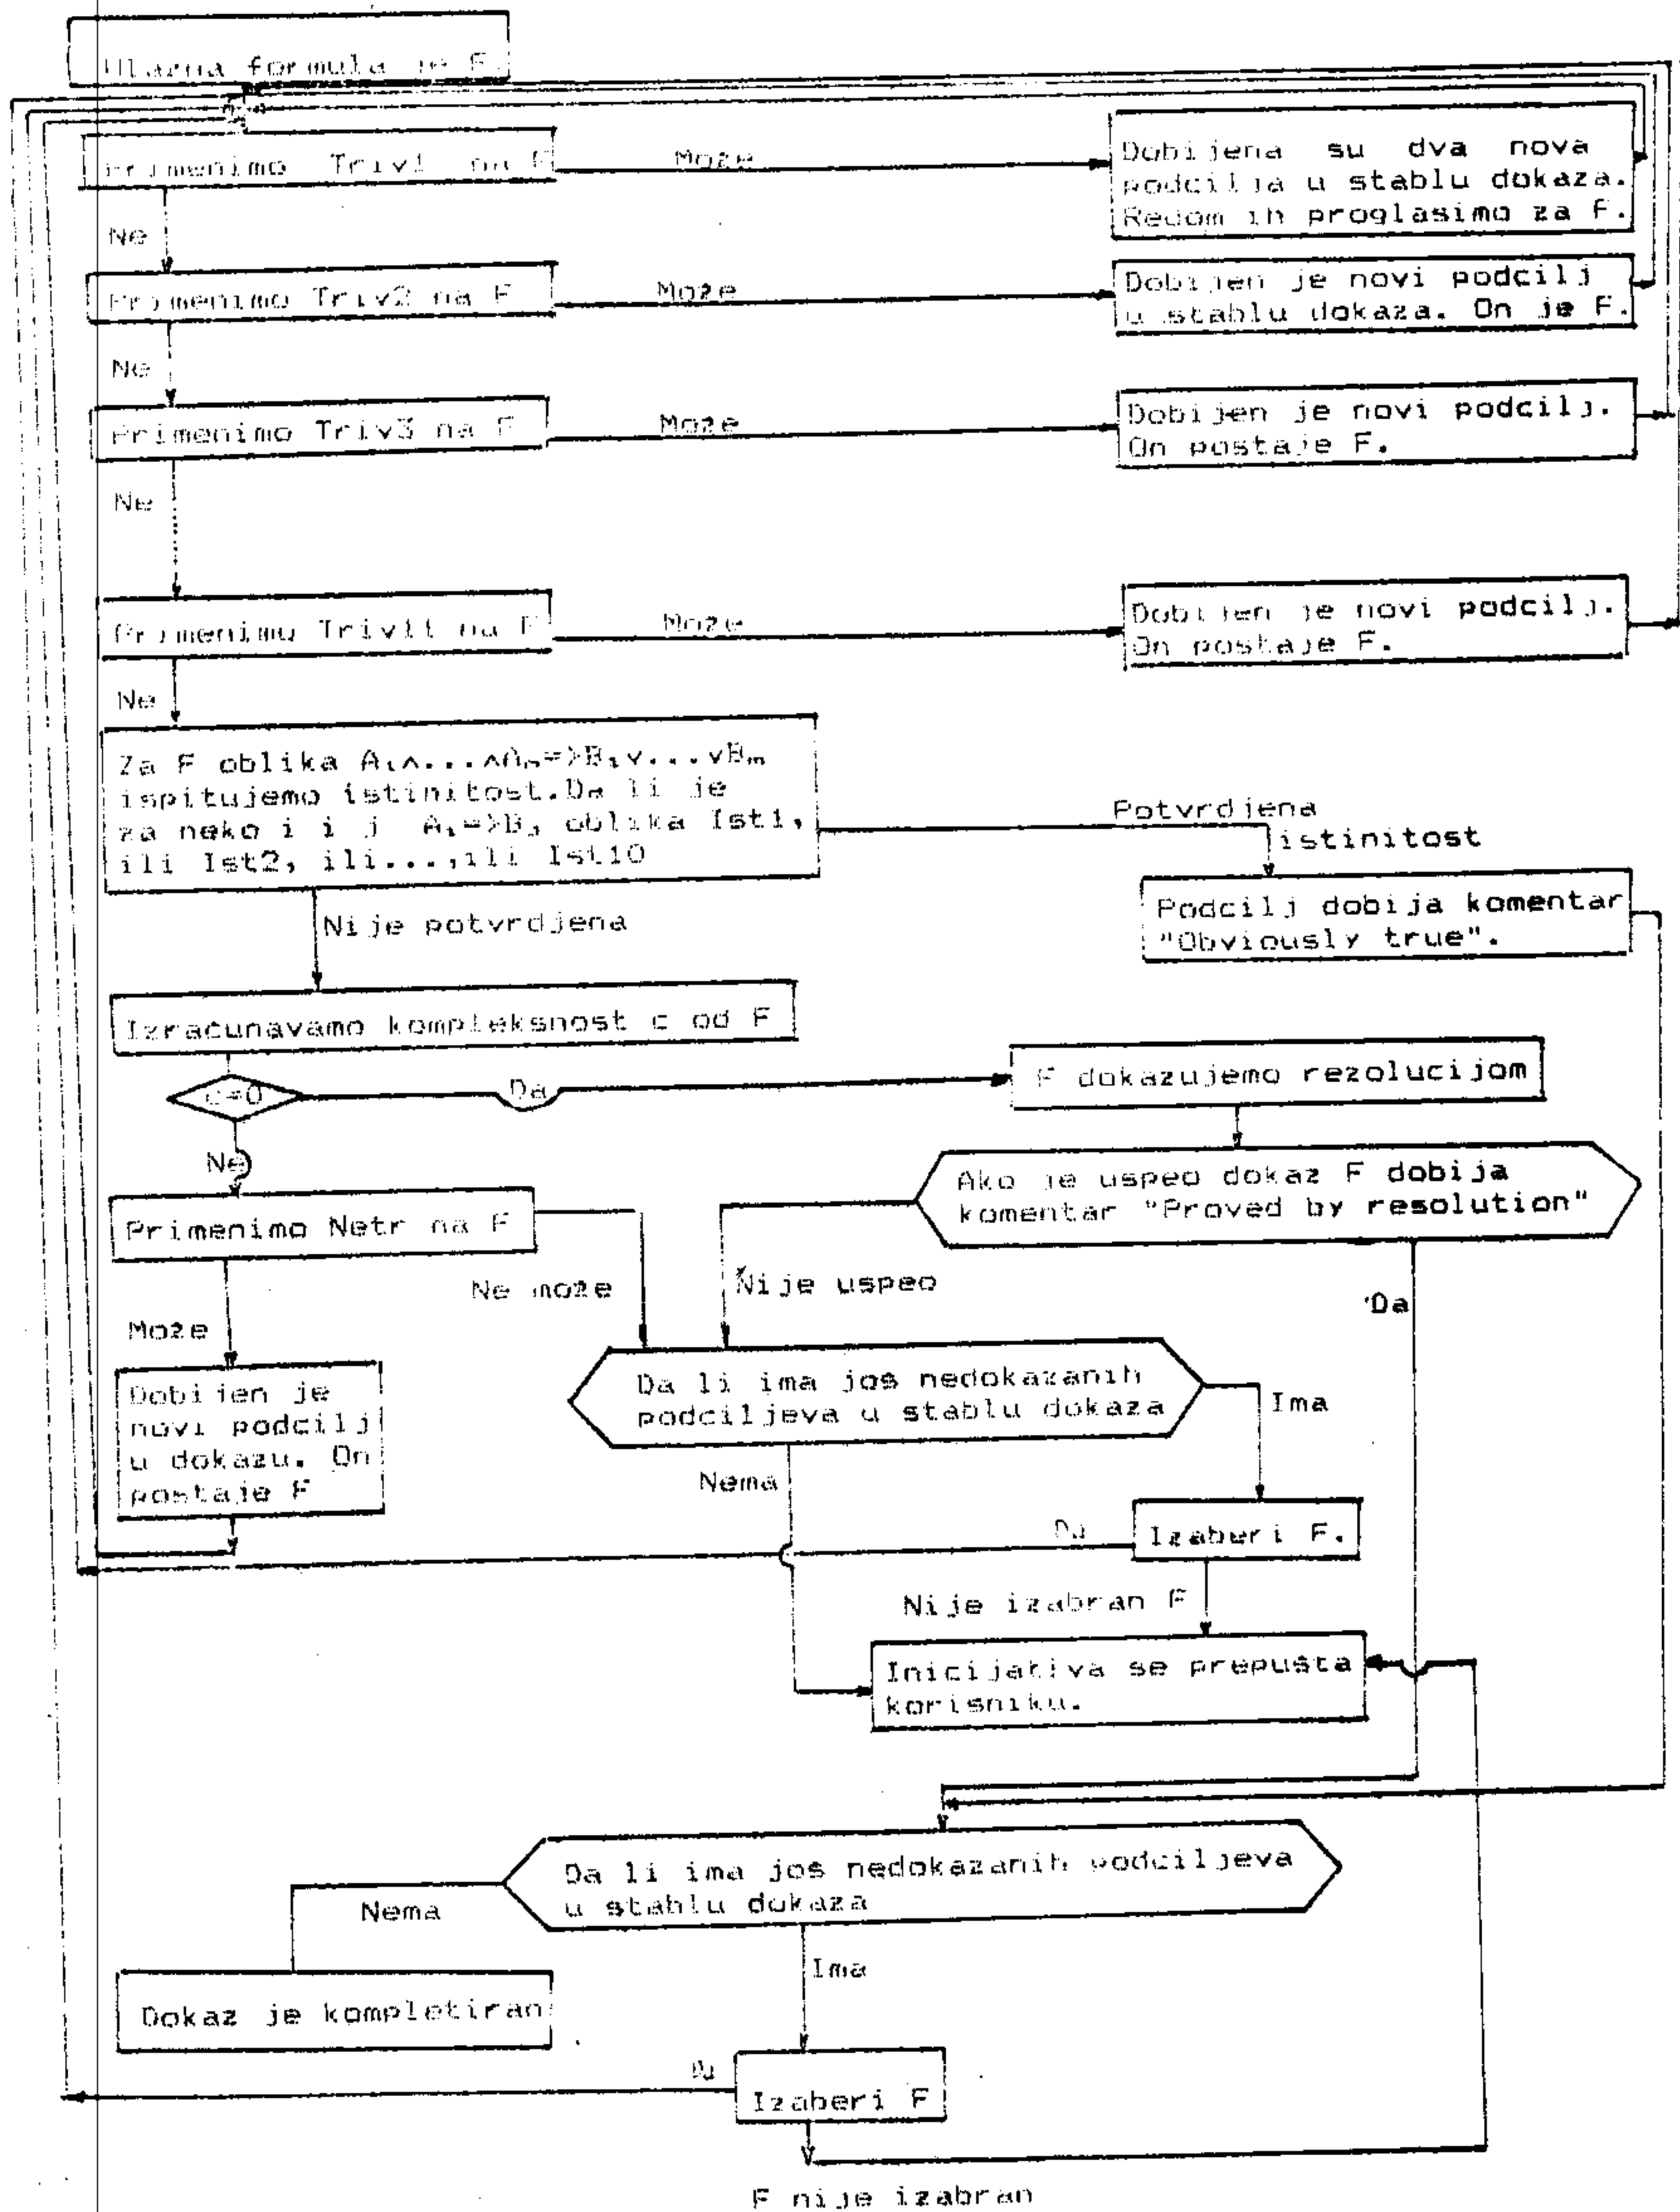 Ulazna formula je F.
Primenimo Triv1 na F
Može
Dobijena su dva nova
podcilja u stablu dokaza.
Redom ih proglasimo za F.
Ne
Primenimo Triv2 na F
Može
Dobijen je novi podcilj
u stablu dokaza. On je F.
Ne
Primenimo Triv3 na F
Može
Dobijen je novi podcilj.
On postaje F.
Ne
Primenimo Triv11 na F
Može
Dobijen je novi podcilj.
On postaje F.
Ne
Za F oblika A₁∧...∧Aₙ=>B₁∨...∨Bₘ
ispitujemo istinitost.Da li je
za neko i i j Aᵢ=>Bⱼ oblika Ist1,
ili Ist2, ili...,ili Ist10
Potvrdjena
istinitost
Podcilj dobija komentar
"Obviously true".
Nije potvrdjena
Izračunavamo kompleksnost c od F
c=0
Da
F dokazujemo rezolucijom
Ne
Ako je uspeo dokaz F dobija
komentar "Proved by resolution"
Primenimo Netr na F
Ne može
Nije uspeo
Da
Može
Dobijen je
novi podcilj
u dokazu. On
postaje F
Da li ima još nedokazanih
podciljeva u stablu dokaza
Ima
Nema
Da
Izaberi F.
Nije izabran F
Inicijativa se prepušta
korisniku.
Da li ima još nedokazanih podciljeva
u stablu dokaza
Nema
Ima
Dokaz je kompletiran
Da
Izaberi F
F nije izabran